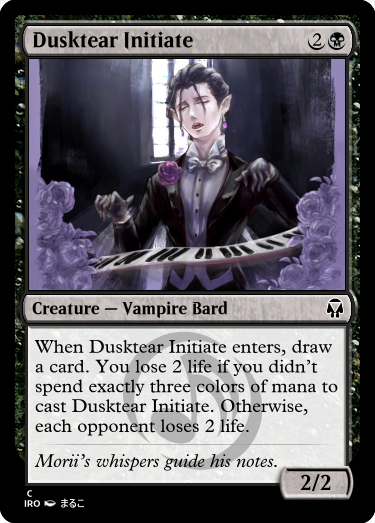 Dusktear Initiate 2
Creature — Vampire Bard
When Dusktear Initiate enters, draw
a card. You lose 2 life if you didn't
spend exactly three colors of mana to
cast Dusktear Initiate. Otherwise,
each opponent loses 2 life.
Morii's whispers guide his notes.
2/2
C
IRO まるこ